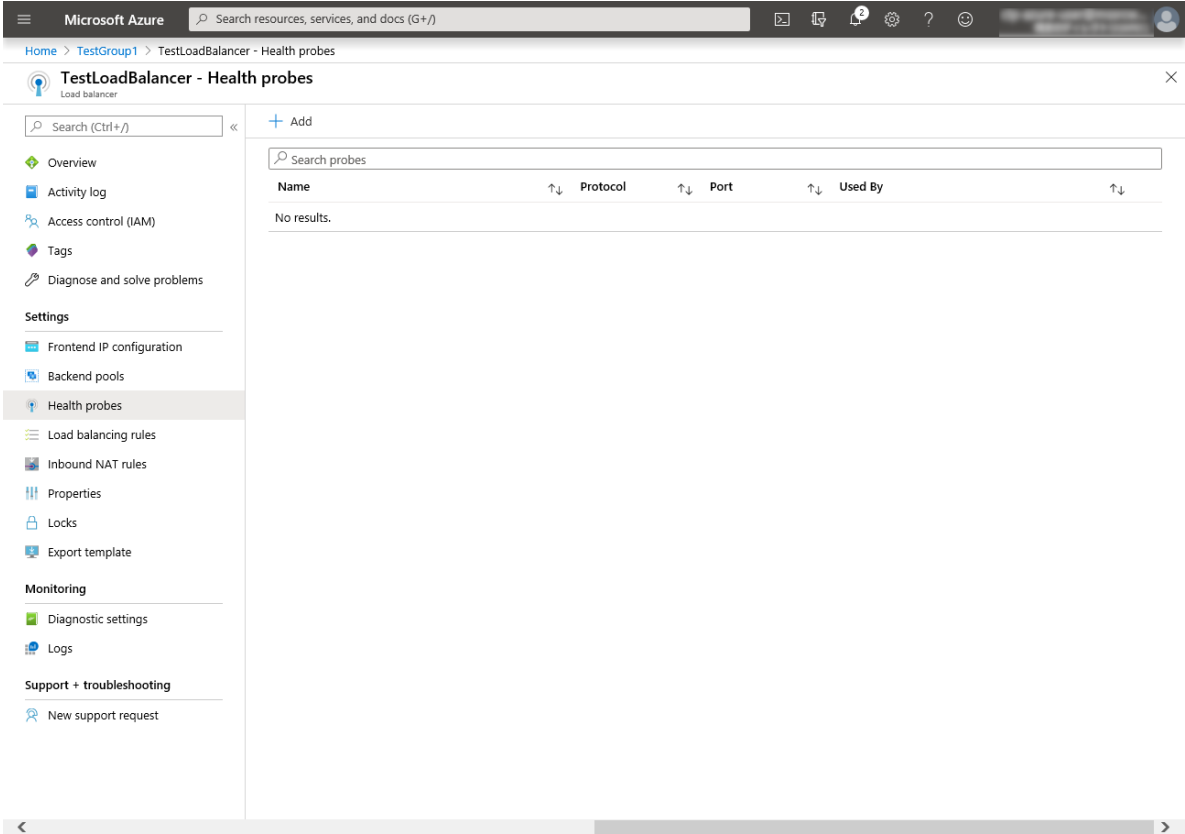 Microsoft Azure
Search resources, services, and docs (G+/)
2
Home > TestGroup1 > TestLoadBalancer - Health probes
TestLoadBalancer - Health probes
Load balancer
Search (Ctrl+/)
«
Add
Overview
Activity log
Access control (IAM)
Tags
Diagnose and solve problems
Settings
Frontend IP configuration
Backend pools
Health probes
Load balancing rules
Inbound NAT rules
Properties
Locks
Export template
Monitoring
Diagnostic settings
Logs
Support + troubleshooting
New support request
Search probes
Name Protocol Port Used By
No results.